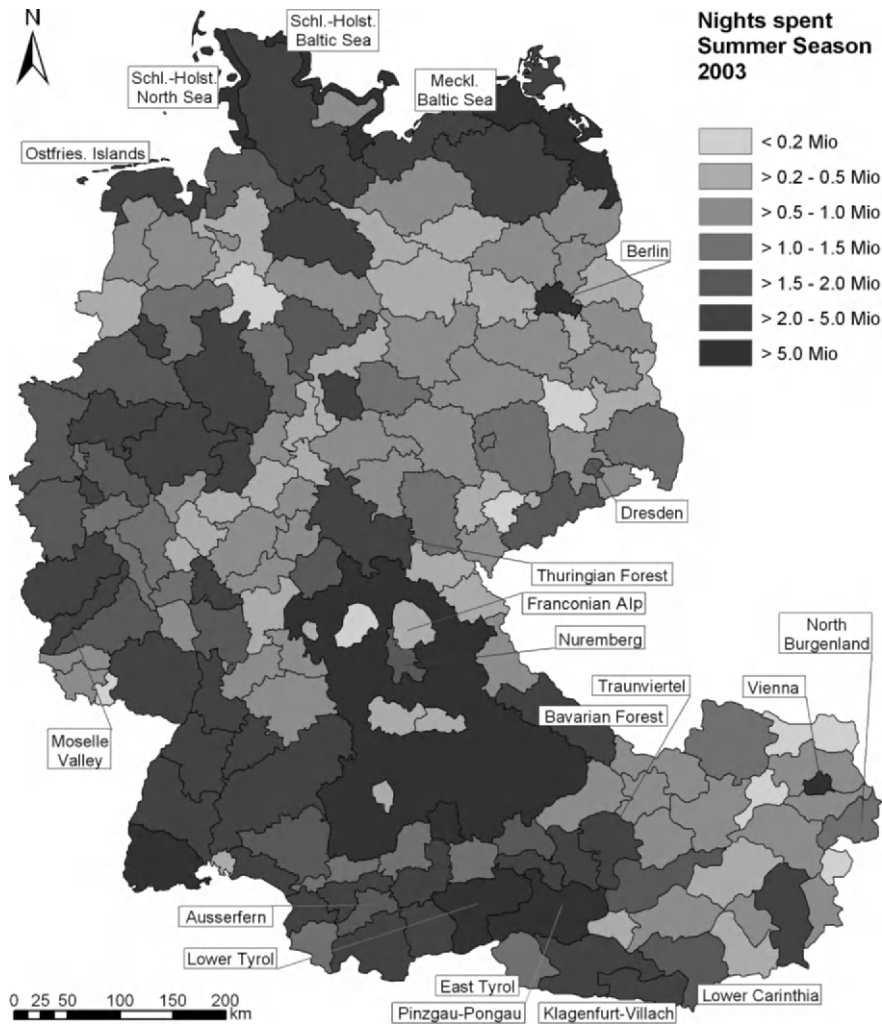 N
Schl.-Holst.
Baltic Sea
Schl.-Holst.
North Sea
Meckl.
Baltic Sea
Ostfries. Islands
Nights spent
Summer Season
2003
< 0.2 Mio
> 0.2 - 0.5 Mio
> 0.5 - 1.0 Mio
> 1.0 - 1.5 Mio
> 1.5 - 2.0 Mio
> 2.0 - 5.0 Mio
> 5.0 Mio
Berlin
Dresden
Thuringian Forest
Franconian Alp
Nuremberg
North
Burgenland
Traunviertel
Vienna
Bavarian Forest
Moselle
Valley
Ausserfern
Lower Tyrol
East Tyrol
Pinzgau-Pongau
Klagenfurt-Villach
Lower Carinthia
0 25 50 100 150 200
km